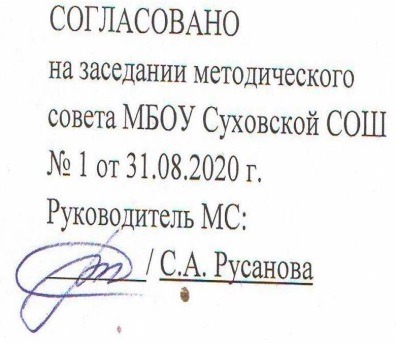 СОГЛАСОВАНО
на заседании методического
совета МБОУ Суховской СОШ
№ 1 от 31.08.2020 г.
Руководитель МС:
/ С.А. Русанова